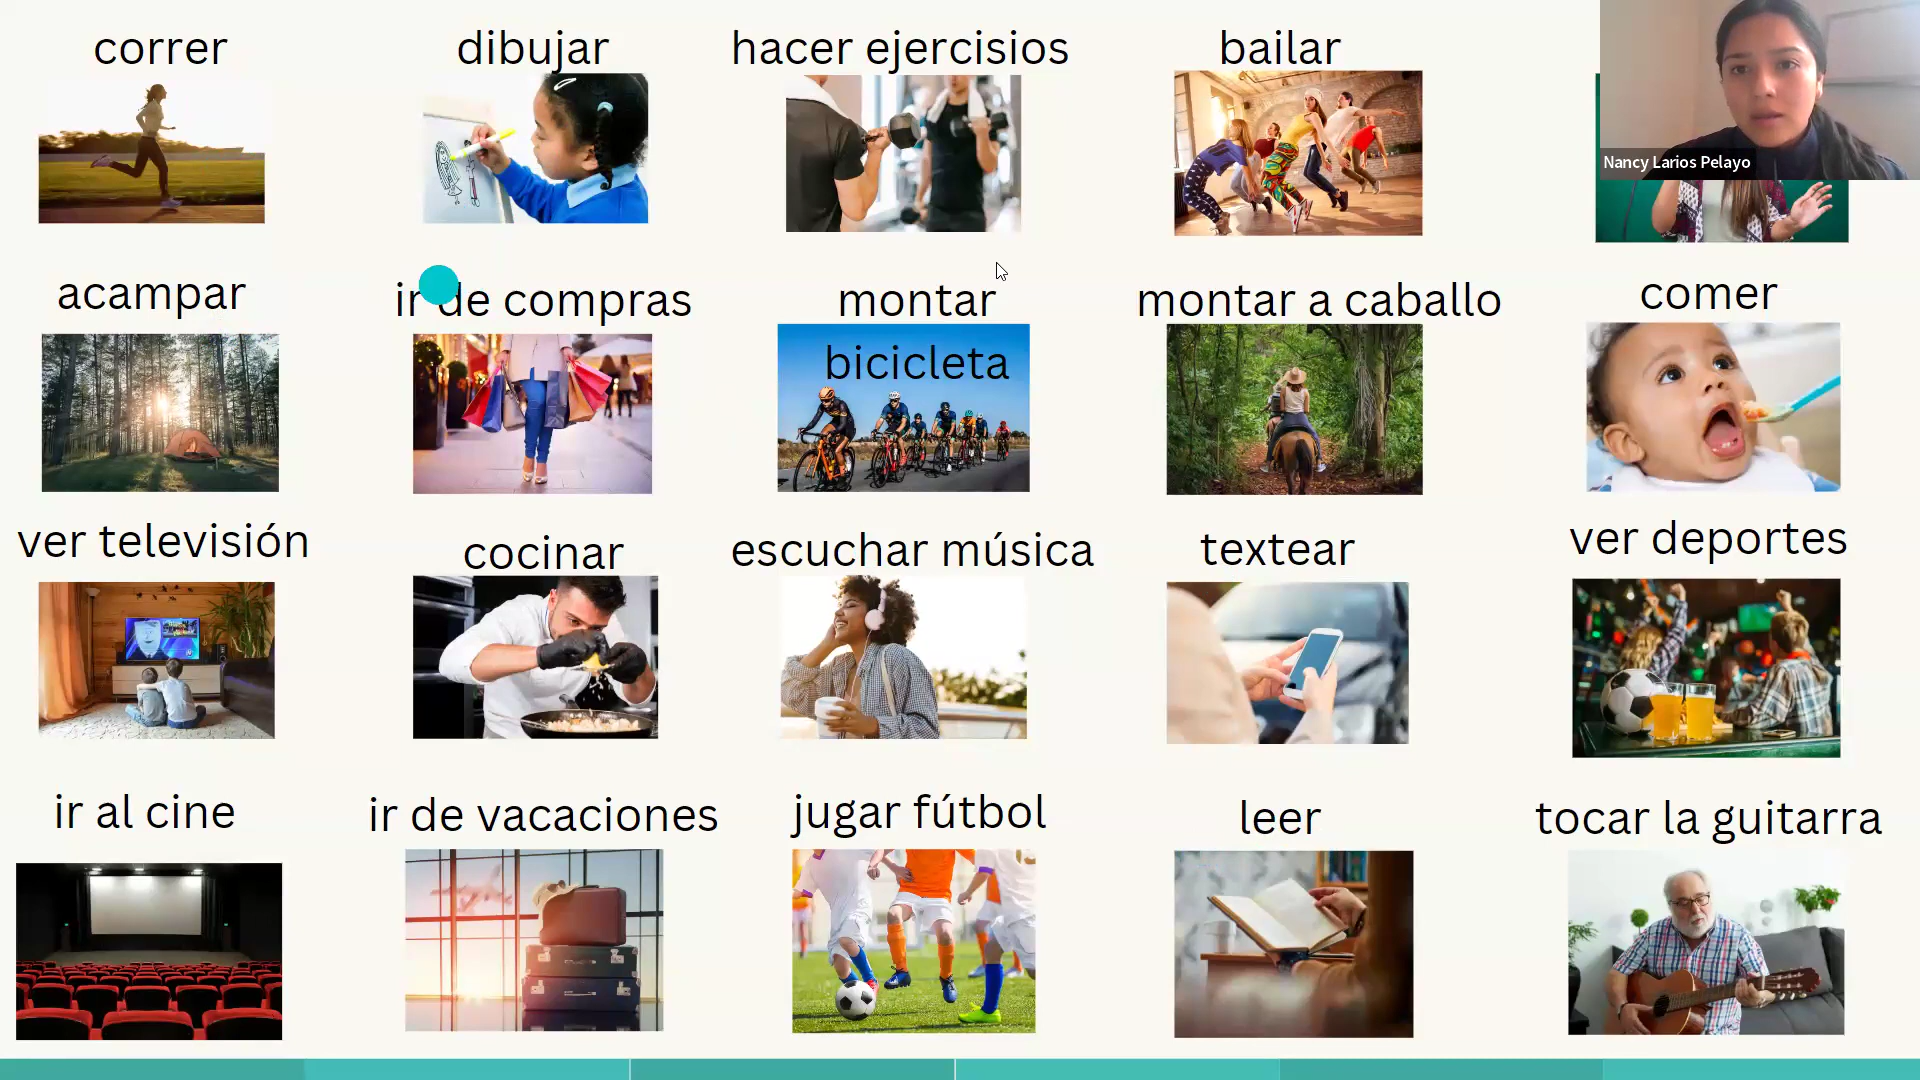 correr
dibujar
hacer ejercisios
bailar
Nancy Larios Pelayo
acampar
ir de compras
montar
bicicleta
montar a caballo
comer
ver televisión
cocinar
escuchar música
textear
ver deportes
ir al cine
ir de vacaciones
jugar fútbol
leer
tocar la guitarra